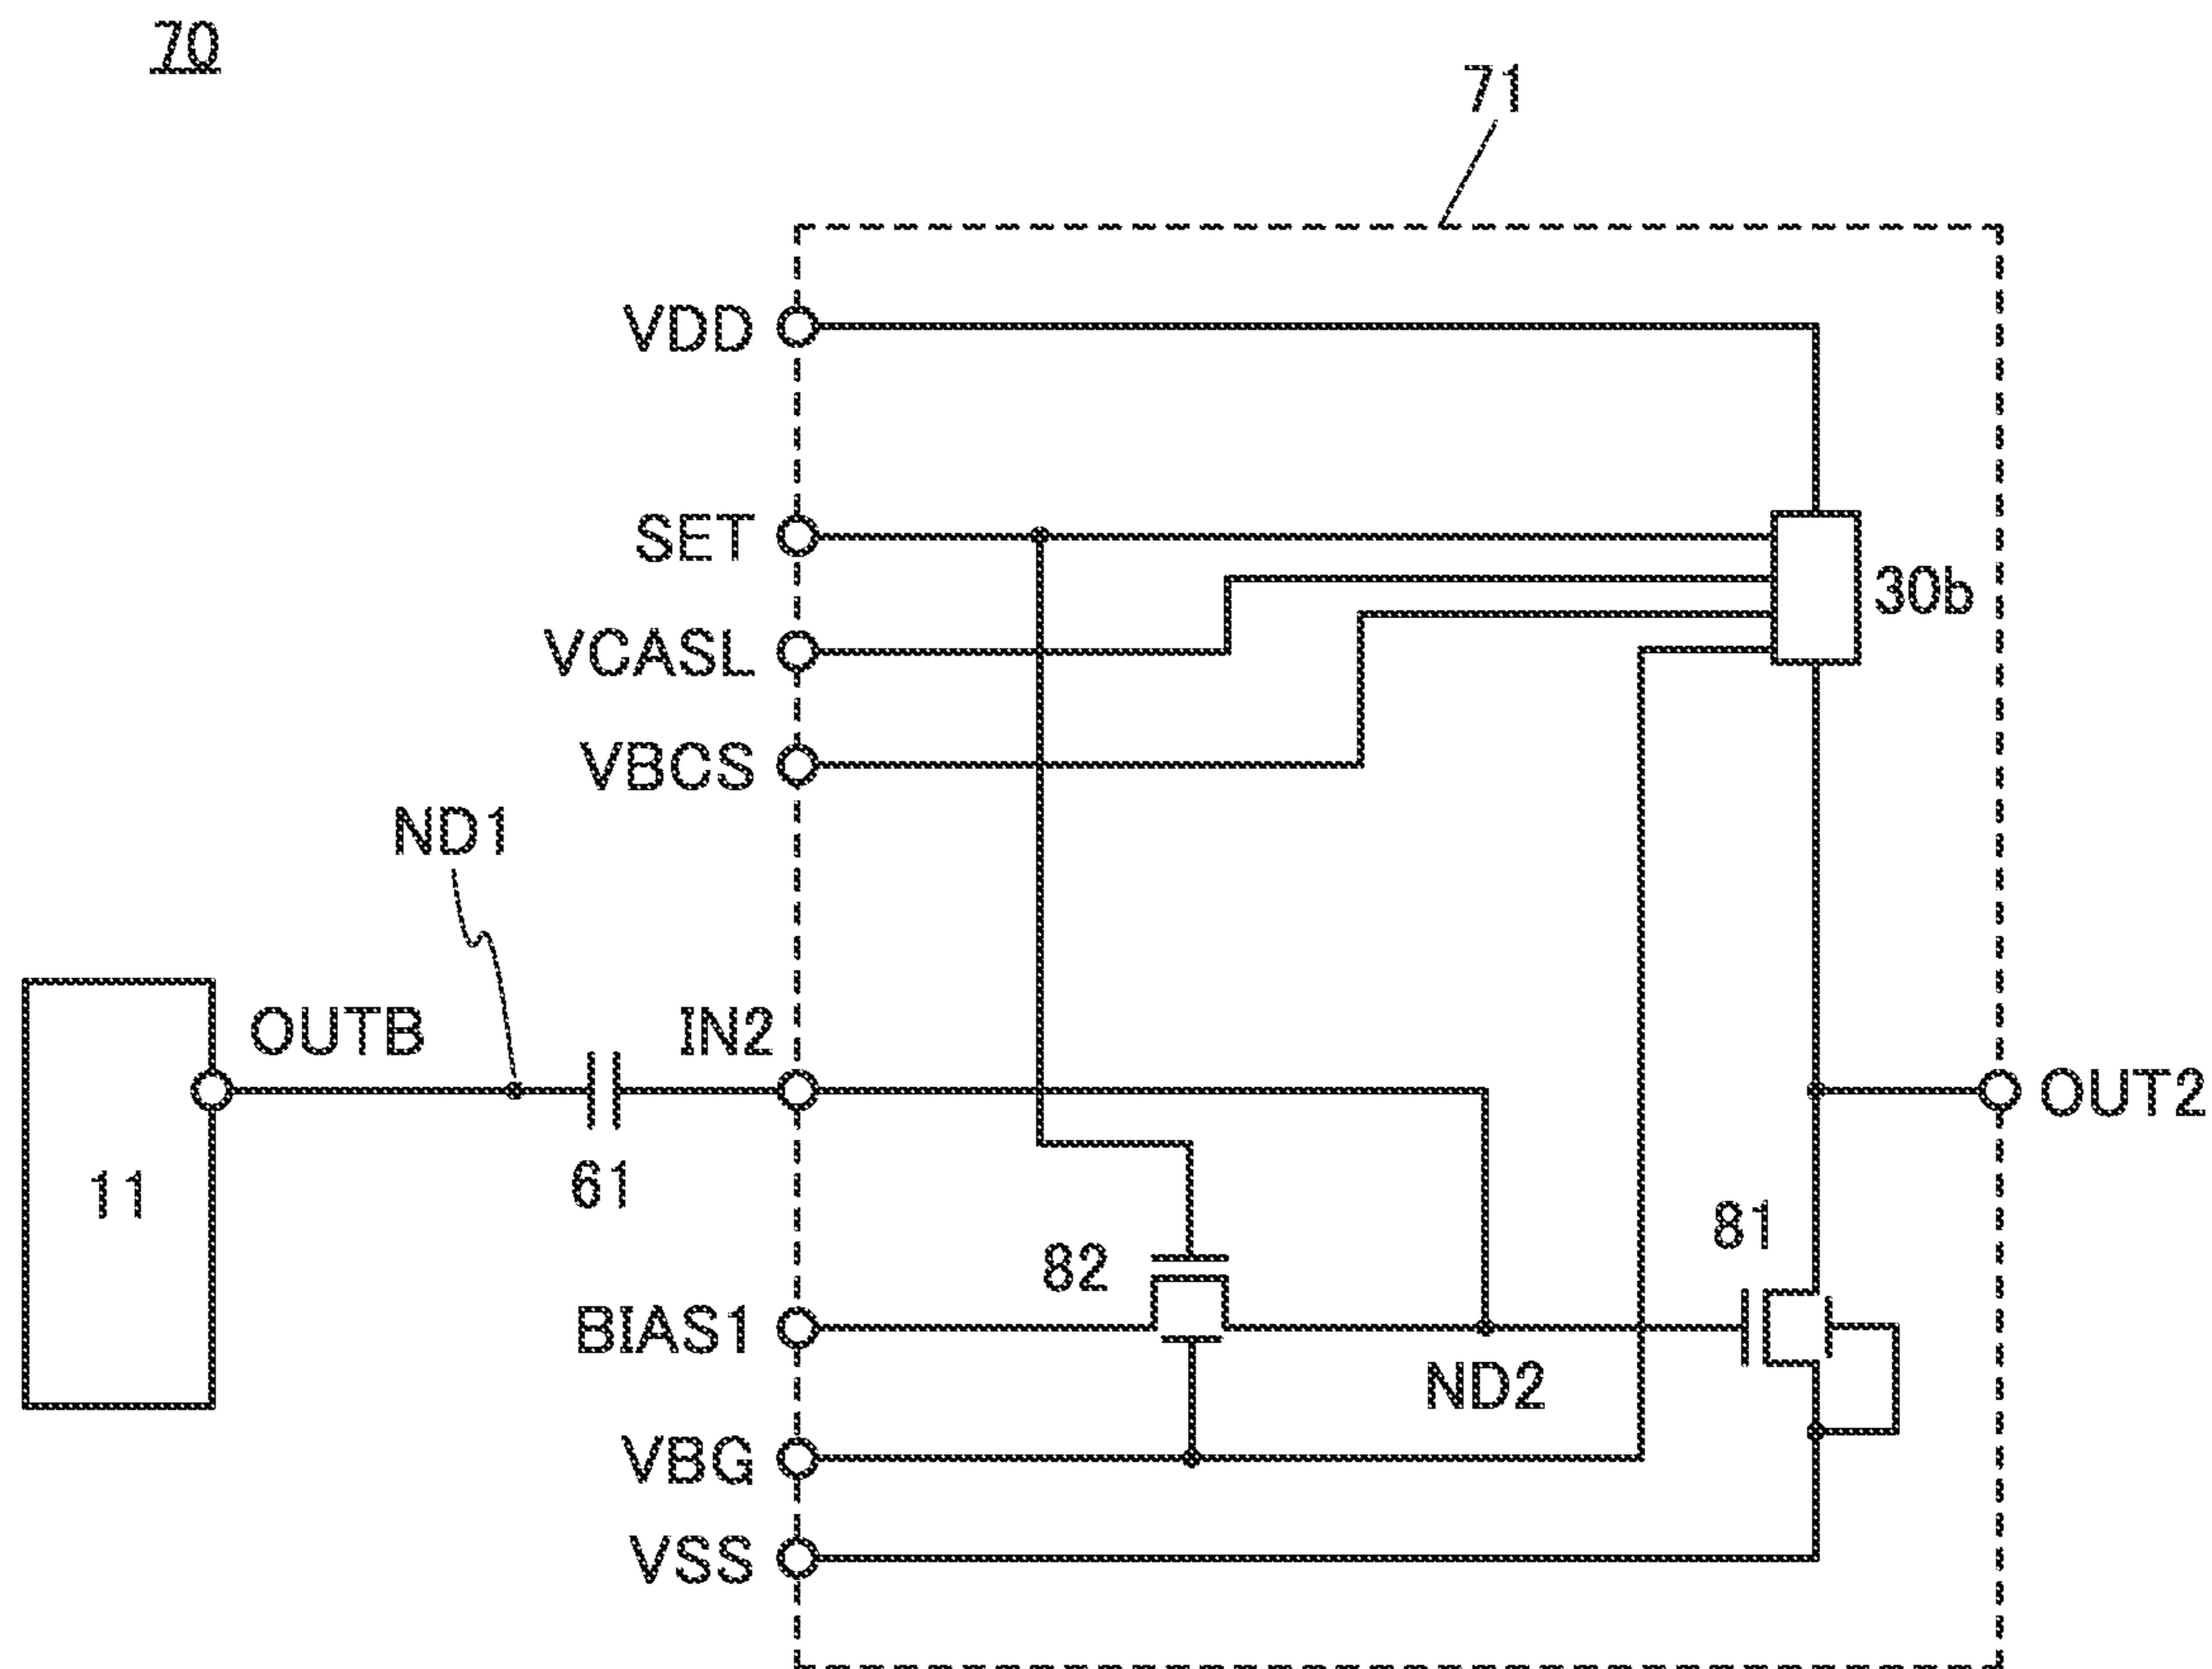 70
71
VDD
SET
30b
VCASL
VBCS
ND1
OUTB
IN2
OUT2
11
61
81
82
BIAS1
ND2
VBG
VSS